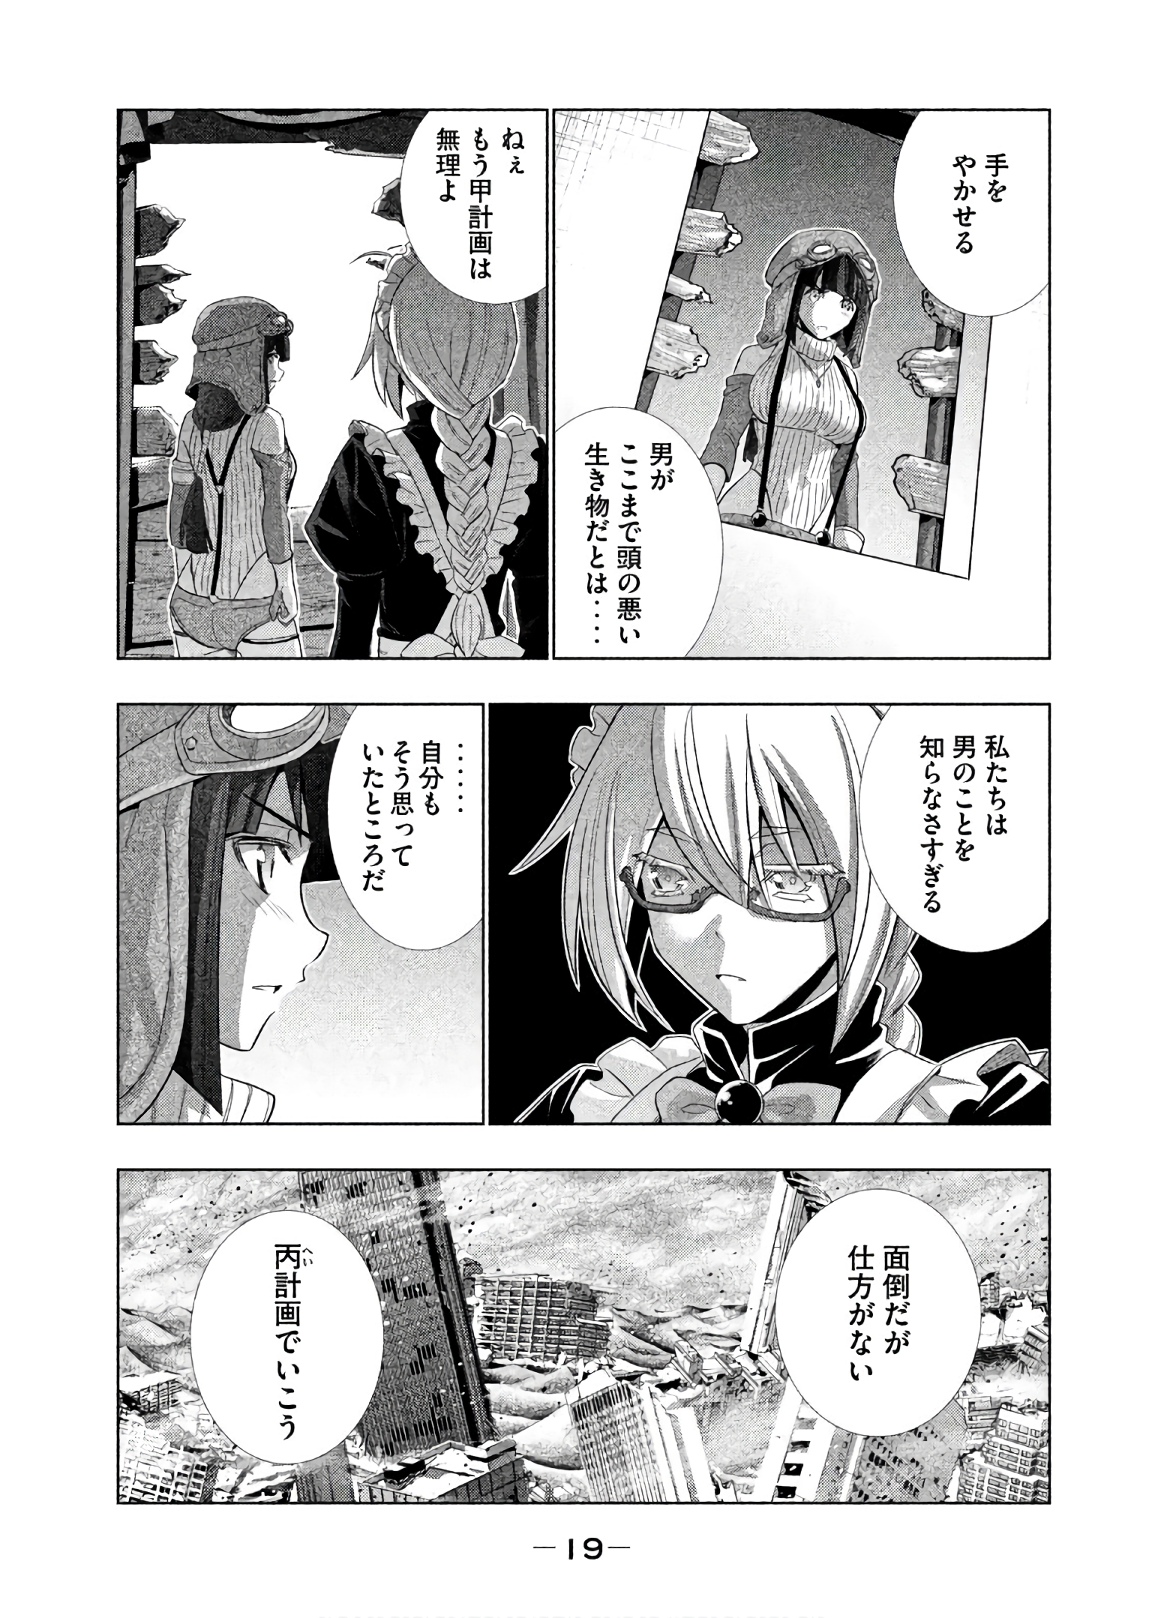 手を
やかせる
男が
ここまで頭の悪い
生き物だとは‥‥
ねぇ
もう甲計画は
無理よ
私たちは
男のことを
知らなさすぎる
‥‥‥
自分も
そう思って
いたところだ
面倒だが
仕方がない
丙計画でいこう
へい
—19—